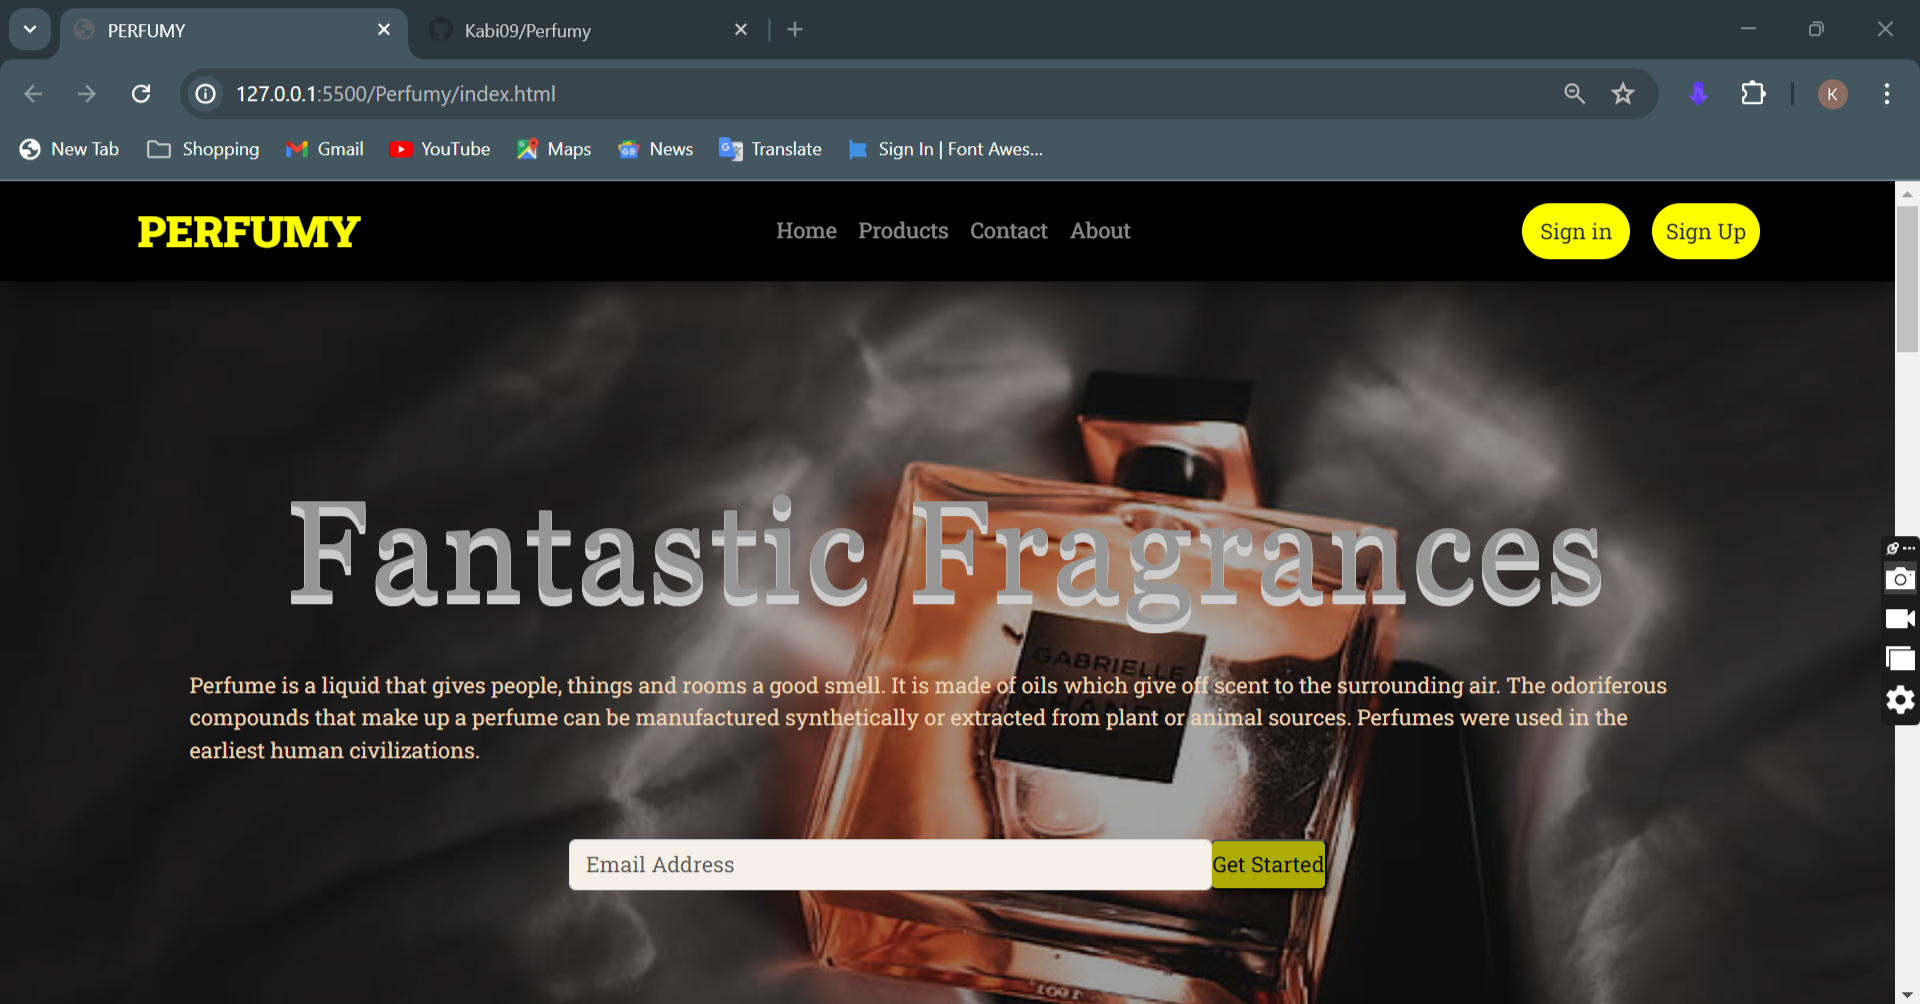 PERFUMY
Kabi09/Perfumy
127.0.0.1:5500/Perfumy/index.html
K
New Tab
Shopping
Gmail
YouTube
Maps
News
Translate
Sign In | Font Awes...
PERFUMY
Home
Products
Contact
About
Sign in
Sign Up
Fantastic Fragrances
GABRIELLE
CHANEL
Perfume is a liquid that gives people, things and rooms a good smell. It is made of oils which give off scent to the surrounding air. The odoriferous
compounds that make up a perfume can be manufactured synthetically or extracted from plant or animal sources. Perfumes were used in the
earliest human civilizations.
Email Address
Get Started